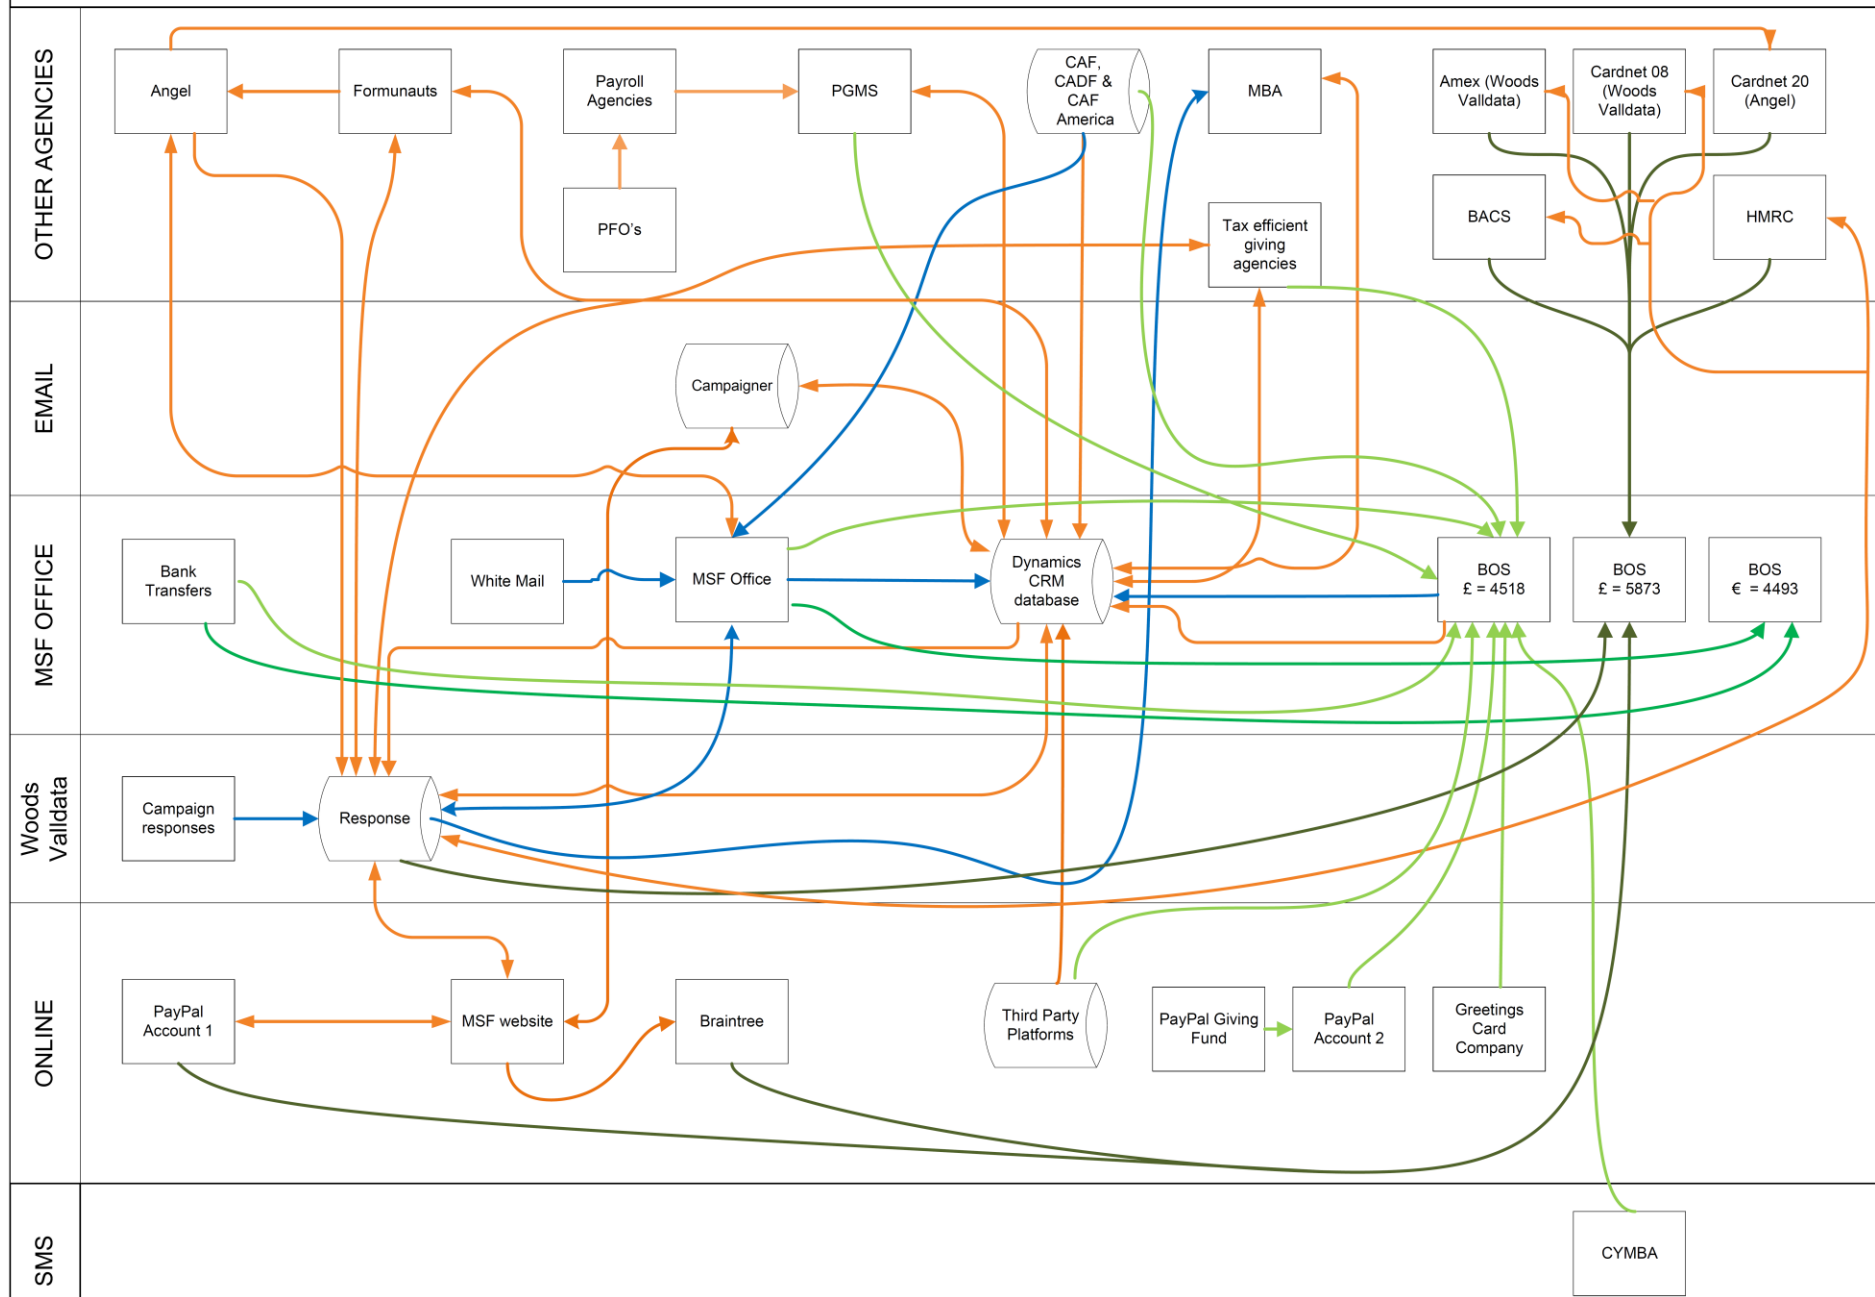 OTHER AGENCIES
Angel
Formunauts
Payroll
Agencies
PGMS
CAF,
CADF &
CAF
America
MBA
Amex (Woods
Valldata)
Cardnet 08
(Woods
Valldata)
Cardnet 20
(Angel)
PFO's
Tax efficient
giving
agencies
BACS
HMRC
EMAIL
Campaigner
MSF OFFICE
Bank
Transfers
White Mail
MSF Office
Dynamics
CRM
database
BOS
£ = 4518
BOS
£ = 5873
BOS
€ = 4493
Woods
Valldata
Campaign
responses
Response
ONLINE
PayPal
Account 1
MSF website
Braintree
Third Party
Platforms
PayPal Giving
Fund
PayPal
Account 2
Greetings
Card
Company
SMS
CYMBA